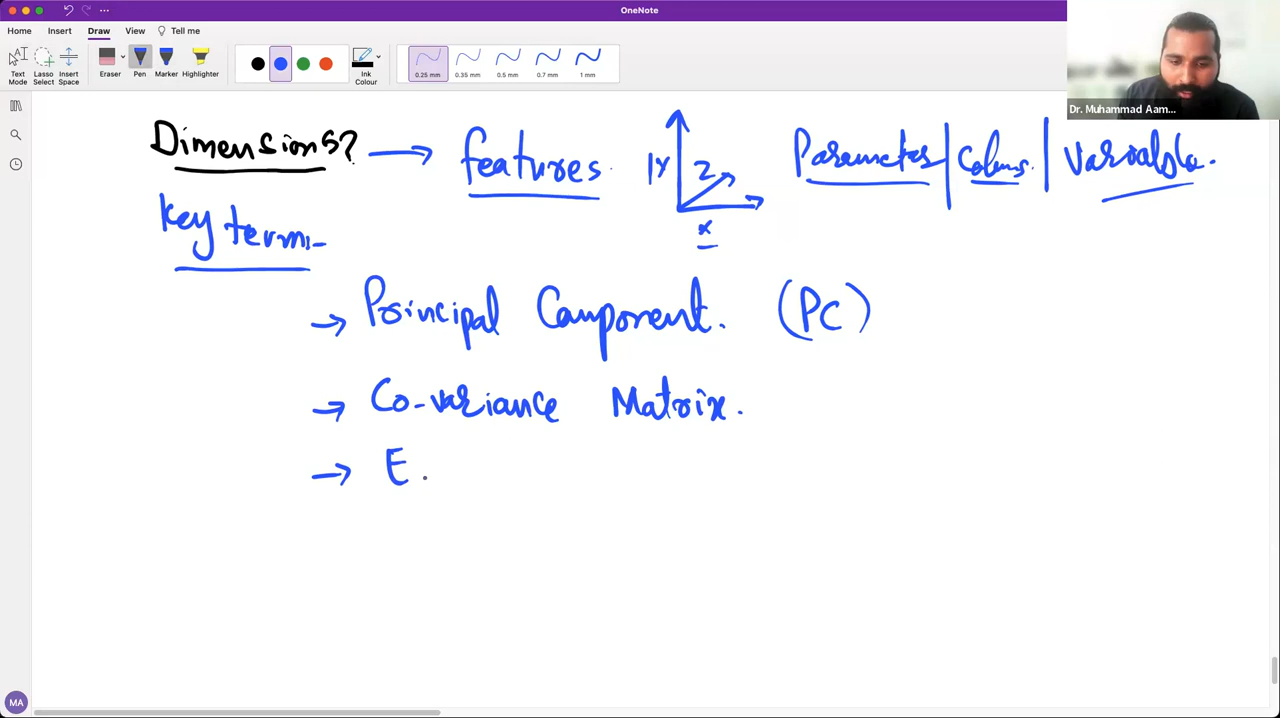 OneNote
Home Insert Draw View Tell me
Text Mode Lasso Select Insert Space Eraser Pen Marker Highlighter Ink Colour 0.25 mm 0.35 mm 0.5 mm 0.7 mm 1 mm
Dr. Muhammad Aam...
Dimensions? → features. Y Z x Parameter | Colums. | Variable.
Key term.
→ Principal Component. (PC)
→ Co-variance Matrix.
→ E.
MA